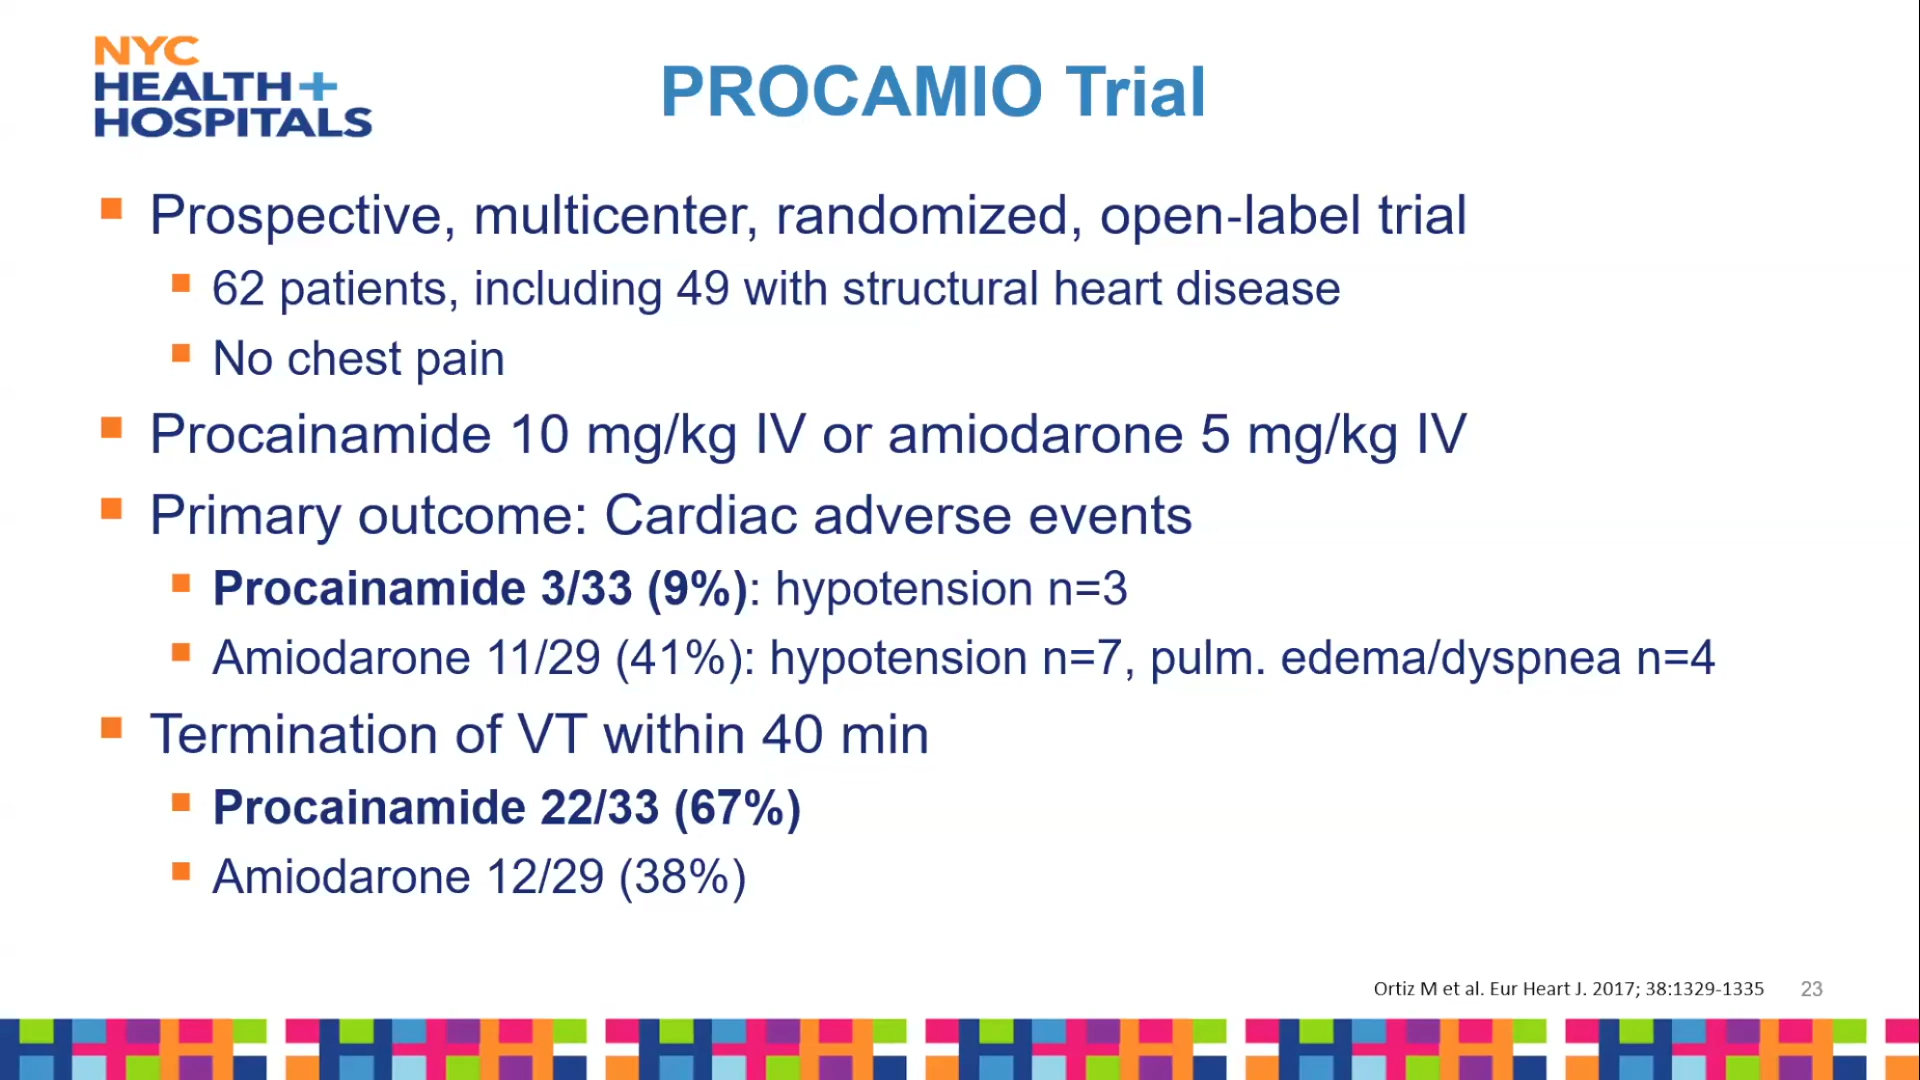 NYC
HEALTH+
HOSPITALS
PROCAMIO Trial
Prospective, multicenter, randomized, open-label trial
62 patients, including 49 with structural heart disease
No chest pain
Procainamide 10 mg/kg IV or amiodarone 5 mg/kg IV
Primary outcome: Cardiac adverse events
Procainamide 3/33 (9%): hypotension n=3
Amiodarone 11/29 (41%): hypotension n=7, pulm. edema/dyspnea n=4
Termination of VT within 40 min
Procainamide 22/33 (67%)
Amiodarone 12/29 (38%)
Ortiz M et al. Eur Heart J. 2017; 38:1329-1335 23